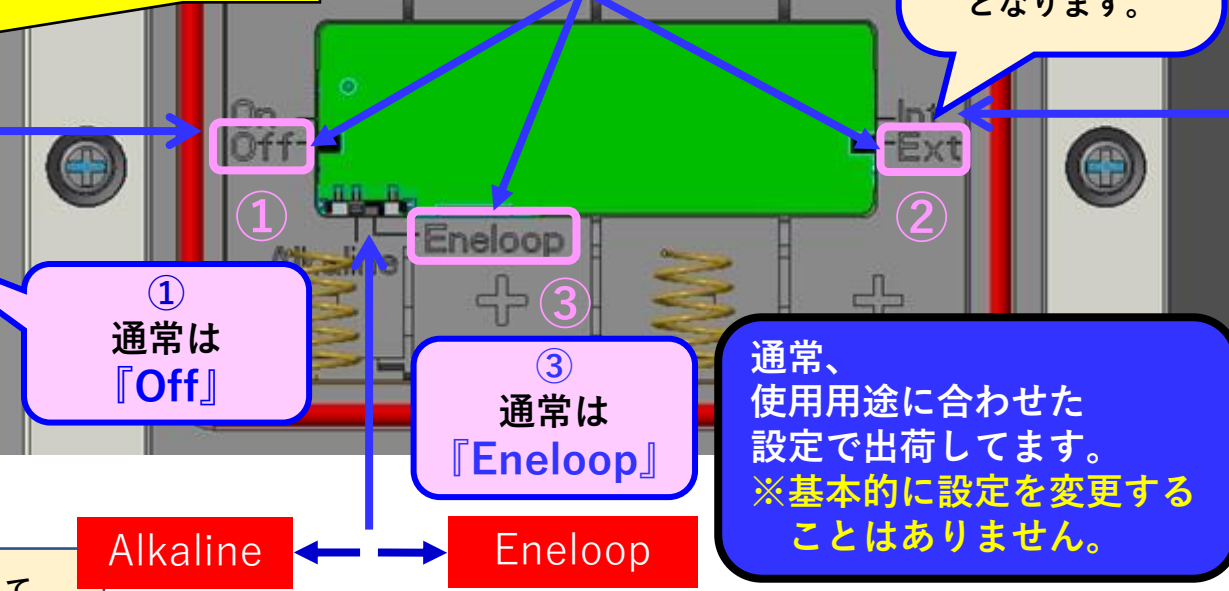 となります。
On
Off
Int
Ext
①
②
Eneloop
Alkaline
③
①
通常は
『Off』
③
通常は
『Eneloop』
通常、
使用用途に合わせた
設定で出荷してます。
※基本的に設定を変更する
ことはありません。
Alkaline
Eneloop
て